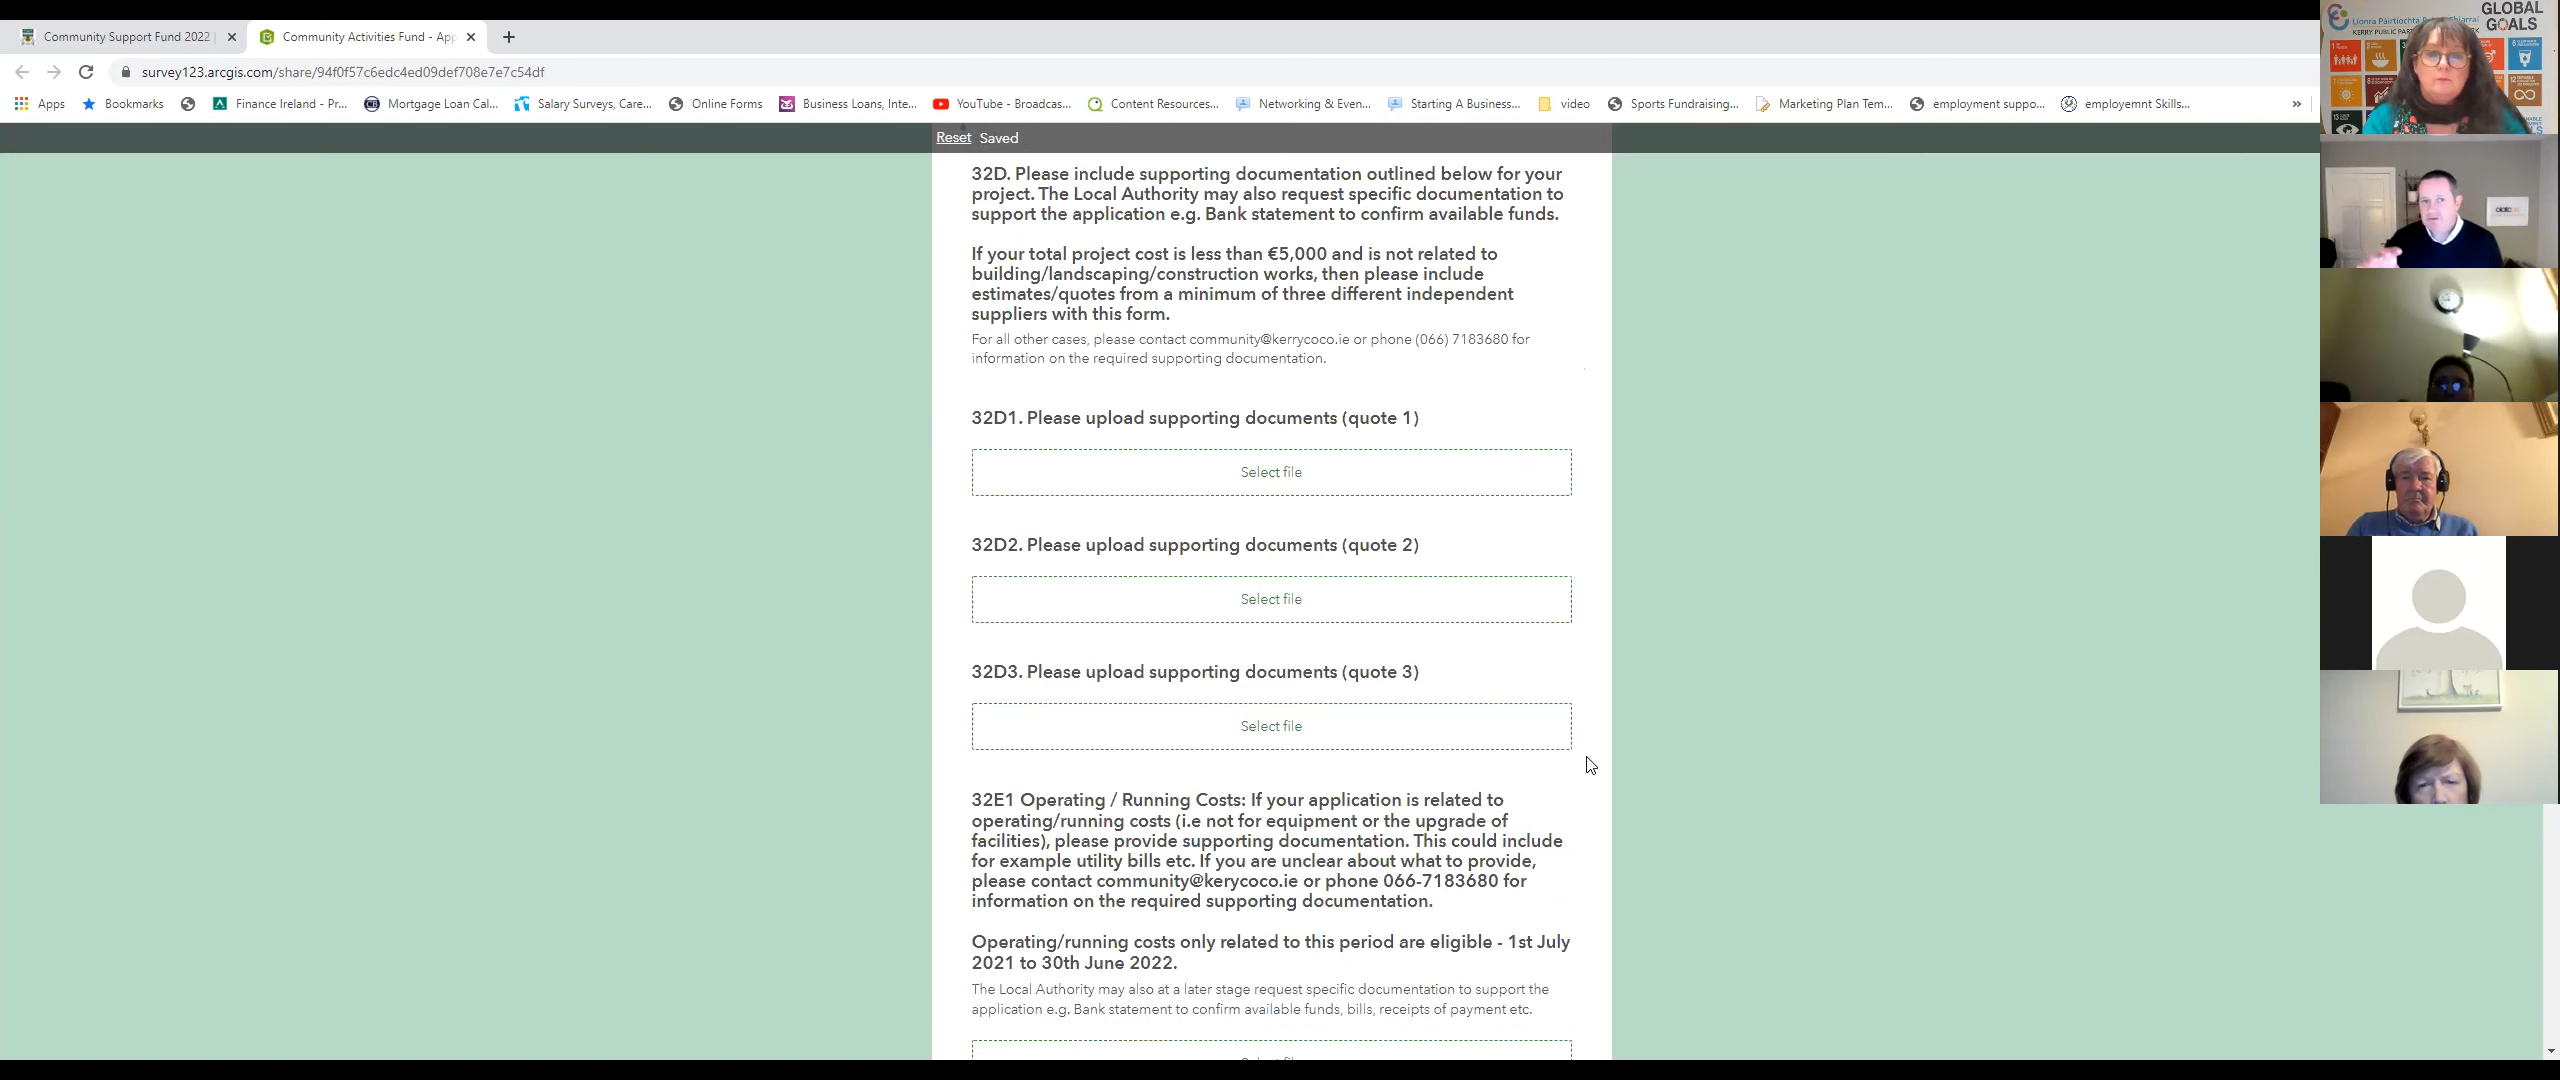 Community Support Fund 2022 |
Community Activities Fund - App
survey123.arcgis.com/share/94f0f57c6edc4ed09def708e7e7c54df
Apps
Bookmarks
Finance Ireland - Pr...
Mortgage Loan Cal...
Salary Surveys, Care...
Online Forms
Business Loans, Inte...
YouTube - Broadcas...
Content Resources...
Networking & Even...
Starting A Business...
video
Sports Fundraising...
Marketing Plan Tem...
employment suppo...
employemnt Skills...
»
Reset Saved
32D. Please include supporting documentation outlined below for your
project. The Local Authority may also request specific documentation to
support the application e.g. Bank statement to confirm available funds.
If your total project cost is less than €5,000 and is not related to
building/landscaping/construction works, then please include
estimates/quotes from a minimum of three different independent
suppliers with this form.
For all other cases, please contact community@kerrycoco.ie or phone (066) 7183680 for
information on the required supporting documentation.
32D1. Please upload supporting documents (quote 1)
Select file
32D2. Please upload supporting documents (quote 2)
Select file
32D3. Please upload supporting documents (quote 3)
Select file
32E1 Operating / Running Costs: If your application is related to
operating/running costs (i.e not for equipment or the upgrade of
facilities), please provide supporting documentation. This could include
for example utility bills etc. If you are unclear about what to provide,
please contact community@kerycoco.ie or phone 066-7183680 for
information on the required supporting documentation.
Operating/running costs only related to this period are eligible - 1st July
2021 to 30th June 2022.
The Local Authority may also at a later stage request specific documentation to support the
application e.g. Bank statement to confirm available funds, bills, receipts of payment etc.
GLOBAL
GOALS
Líonra Páirtíochta
KERRY PUBLIC